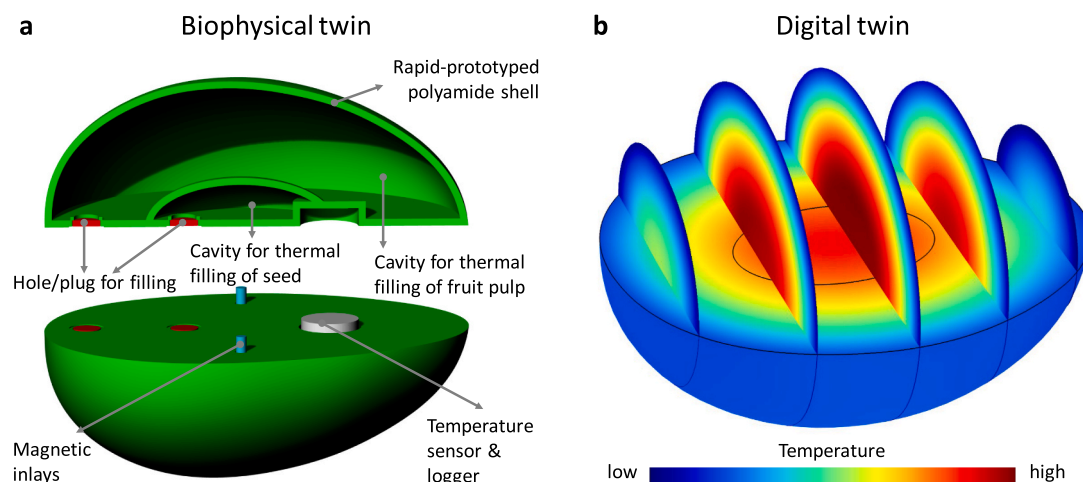 a
Biophysical twin
Rapid-prototyped
polyamide shell
Cavity for thermal
filling of seed
Cavity for thermal
filling of fruit pulp
Hole/plug for filling
Magnetic
inlays
Temperature
sensor &
logger
b
Digital twin
Temperature
low
high